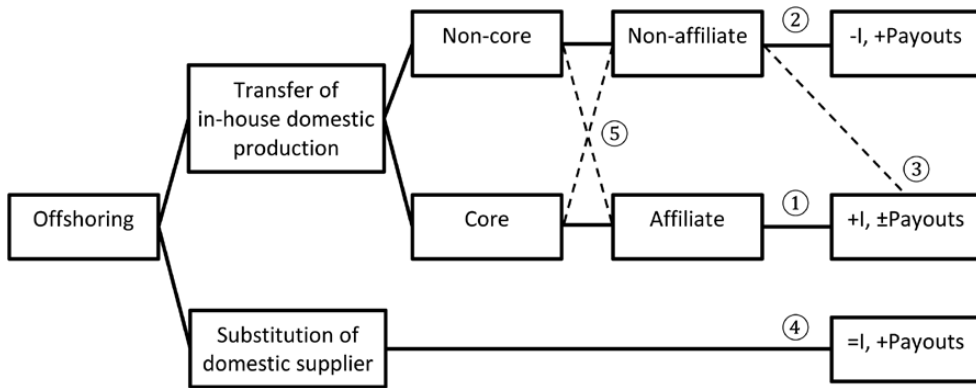 Non-core
Non-affiliate
②
-I, +Payouts
Transfer of
in-house domestic
production
⑤
③
Offshoring
Core
Affiliate
①
+I, ±Payouts
Substitution of
domestic supplier
④
=I, +Payouts